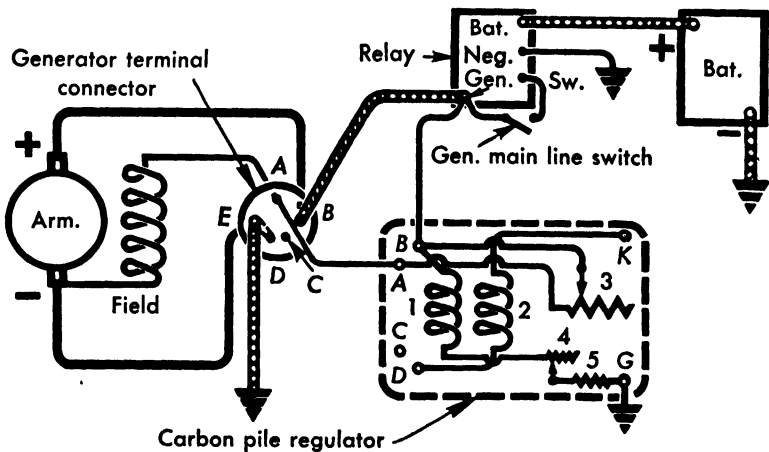 Generator terminal
connector
Relay
Bat.
Neg.
Gen.
Sw.
+
Bat.
−
Gen. main line switch
+
Arm.
−
Field
A
B
E
D
C
B
A
C
D
K
1
2
3
4
5
G
Carbon pile regulator